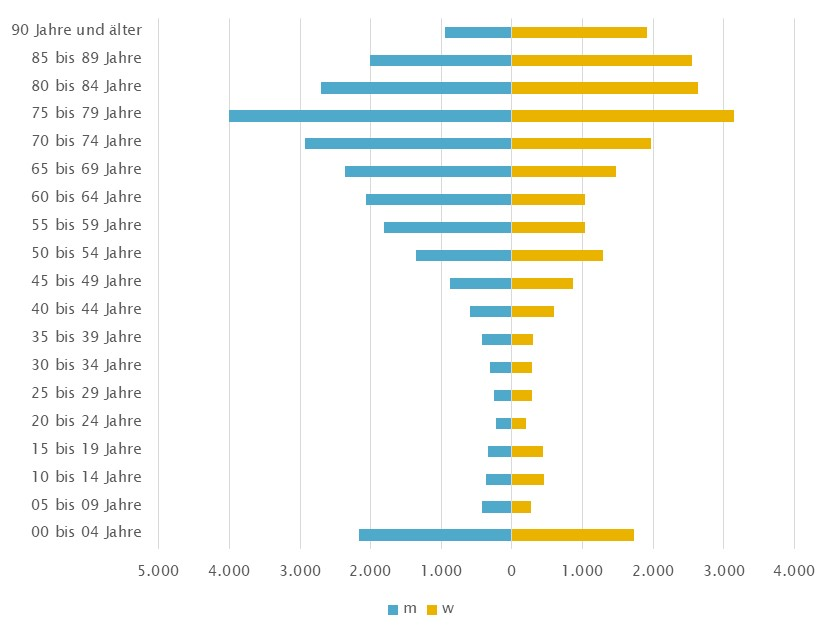 90 Jahre und älter
85 bis 89 Jahre
80 bis 84 Jahre
75 bis 79 Jahre
70 bis 74 Jahre
65 bis 69 Jahre
60 bis 64 Jahre
55 bis 59 Jahre
50 bis 54 Jahre
45 bis 49 Jahre
40 bis 44 Jahre
35 bis 39 Jahre
30 bis 34 Jahre
25 bis 29 Jahre
20 bis 24 Jahre
15 bis 19 Jahre
10 bis 14 Jahre
05 bis 09 Jahre
00 bis 04 Jahre
5.000 4.000 3.000 2.000 1.000 0 1.000 2.000 3.000 4.000
m w